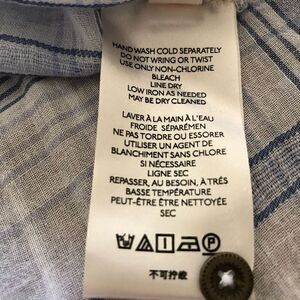 HAND WASH COLD SEPARATELY
DO NOT WRING OR TWIST
USE ONLY NON-CHLORINE
BLEACH
LINE DRY
LOW IRON AS NEEDED
MAY BE DRY CLEANED
LAVER À LA MAIN À L'EAU
FROIDE SÉPARÉMEN
NE PAS TORDRE OU ESSORER
UTILISER UN AGENT DE
BLANCHIMENT SANS CHLORE
SI NÉCESSAIRE
LIGNE SEC
REPASSER, AU BESOIN, À TRÉS
BASSE TEMPÉRATURE
PEUT-ÊTRE ÊTRE NETTOYÉE
SEC
P
不可拧绞